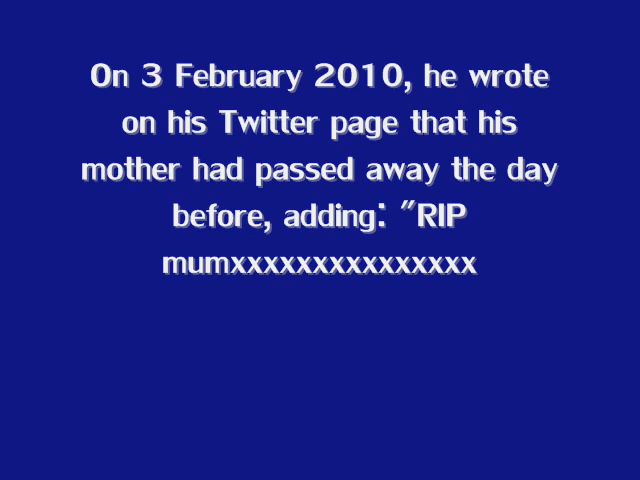 On 3 February 2010, he wrote
on his Twitter page that his
mother had passed away the day
before, adding: "RIP
mumxxxxxxxxxxxxxxx